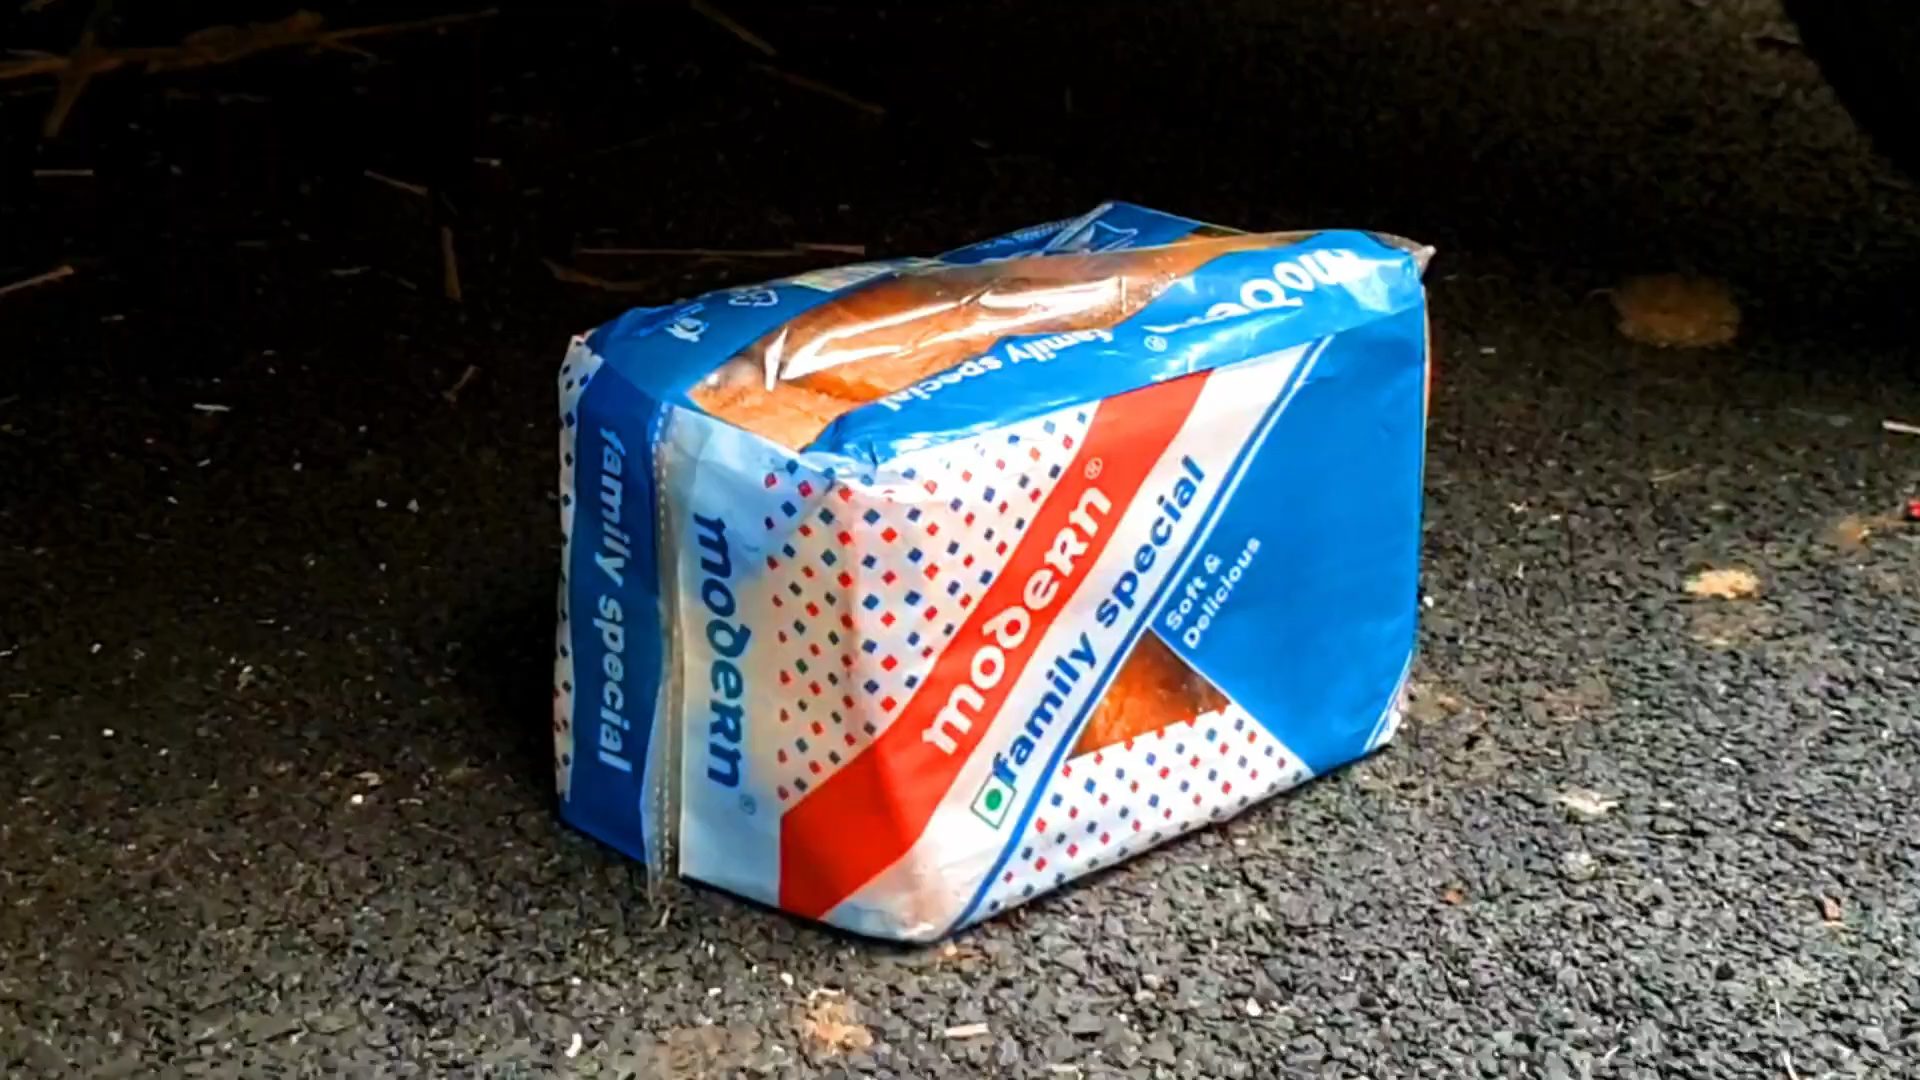 modern®
family special
family special
modern®
modern®
family special
Soft &
Delicious